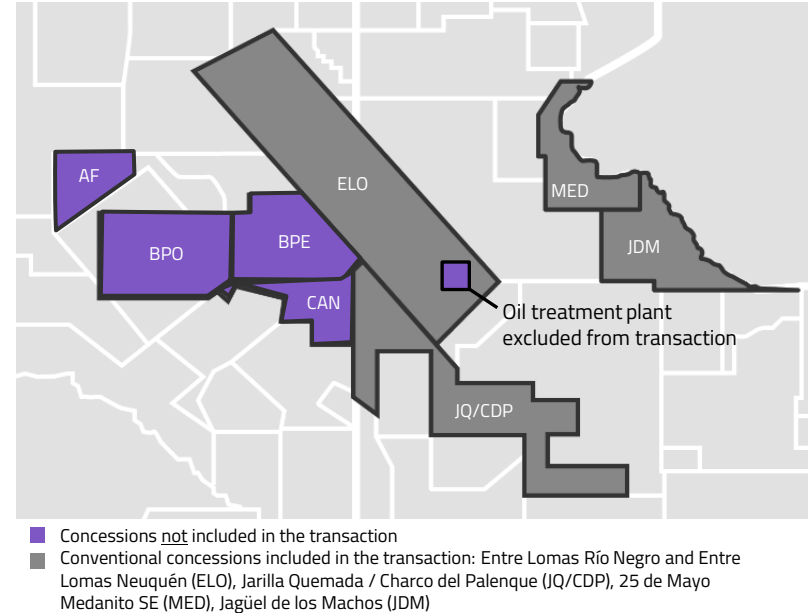 AF
ELO
MED
BPO
BPE
JDM
CAN
Oil treatment plant
excluded from transaction
JQ/CDP
Concessions not included in the transaction
Conventional concessions included in the transaction: Entre Lomas Río Negro and Entre
Lomas Neuquén (ELO), Jarilla Quemada / Charco del Palenque (JQ/CDP), 25 de Mayo
Medanito SE (MED), Jagüel de los Machos (JDM)